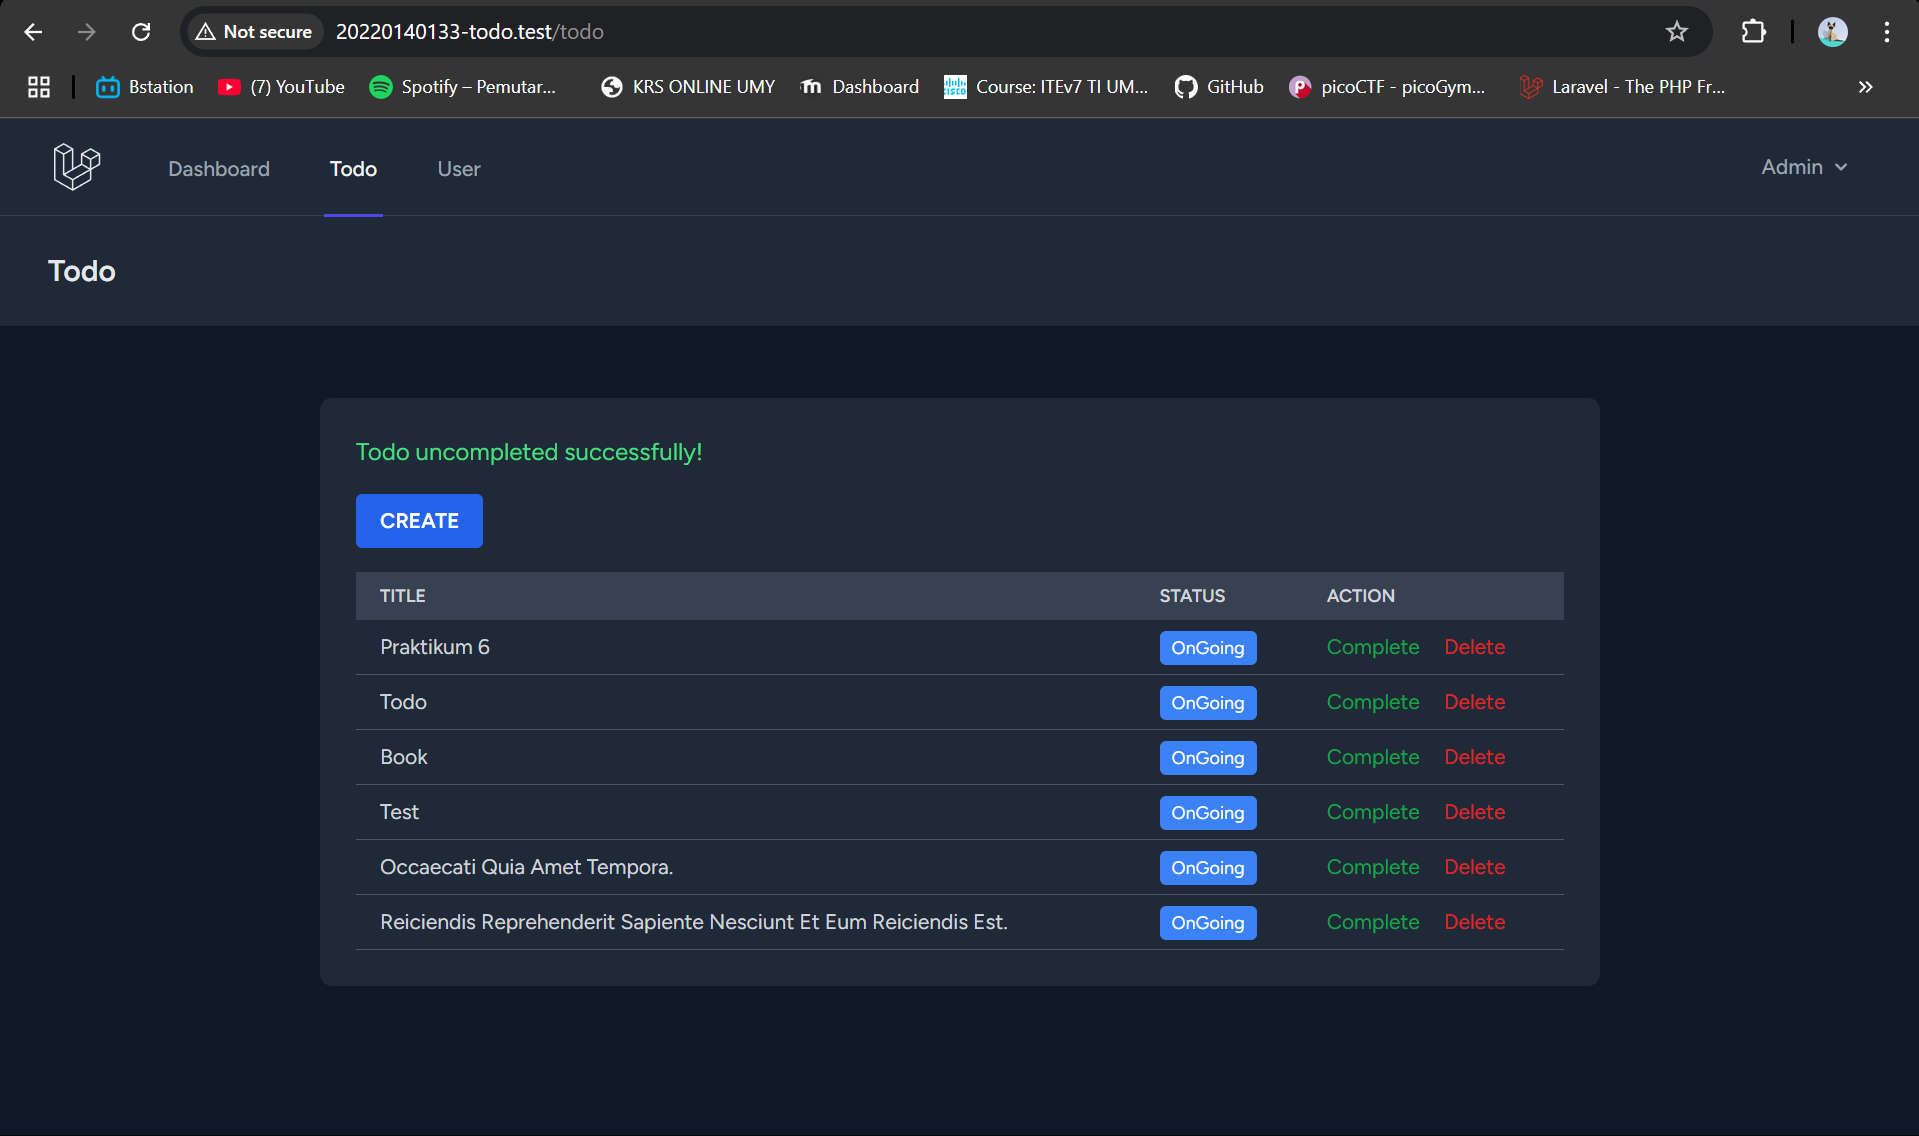 Not secure 20220140133-todo.test/todo
Bstation (7) YouTube Spotify – Pemutar... KRS ONLINE UMY Dashboard Course: ITEv7 TI UM... GitHub picoCTF - picoGym... Laravel - The PHP Fr...
Dashboard Todo User Admin
Todo
Todo uncompleted successfully!
CREATE
TITLE STATUS ACTION
Praktikum 6 OnGoing Complete Delete
Todo OnGoing Complete Delete
Book OnGoing Complete Delete
Test OnGoing Complete Delete
Occaecati Quia Amet Tempora. OnGoing Complete Delete
Reiciendis Reprehenderit Sapiente Nesciunt Et Eum Reiciendis Est. OnGoing Complete Delete